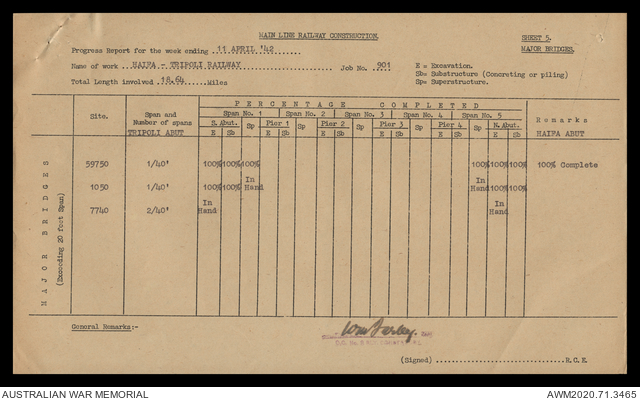 MAIN LINE RAILWAY CONSTRUCTION.
SHEET 5.
MAJOR BRIDGES.
Progress Report for the week ending 11 APRIL '42
Name of work HAIFA - TRIPOLI RAILWAY Job No. 901
Total Length involved 18.64 Miles
E = Excavation.
Sb= Substructure (Concreting or piling)
Sp= Superstructure.
Site. Span and Number of spans TRIPOLI ABUT
PERCENTAGE COMPLETED
Span No. 1 Span No. 2 Span No. 3 Span No. 4 Span No. 5
S. Abut. Sp Pier 1 Sp Pier 2 Sp Pier 3 Sp Pier 4 Sp N. Abut.
E Sb E Sb E Sb E Sb E Sb E Sb
Remarks
HAIFA ABUT
MAJOR BRIDGES
(Exceeding 20 feet Span)
59750 1/40' 100% 100% 100% 100% 100% 100% 100% Complete
1050 1/40' 100% 100% In Hand In Hand 100% 100%
7740 2/40' In Hand In Hand
General Remarks:-
(Signed) R.C.E.
AUSTRALIAN WAR MEMORIAL
AWM2020.71.3465